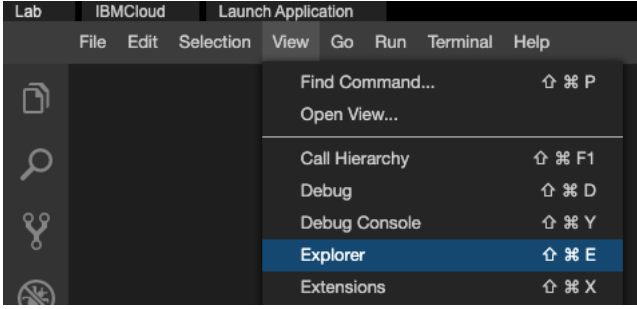 Lab IBMCloud Launch Application
File Edit Selection View Go Run Terminal Help
Find Command... ⇧ ⌘ P
Open View...
Call Hierarchy ⇧ ⌘ F1
Debug ⇧ ⌘ D
Debug Console ⇧ ⌘ Y
Explorer ⇧ ⌘ E
Extensions ⇧ ⌘ X